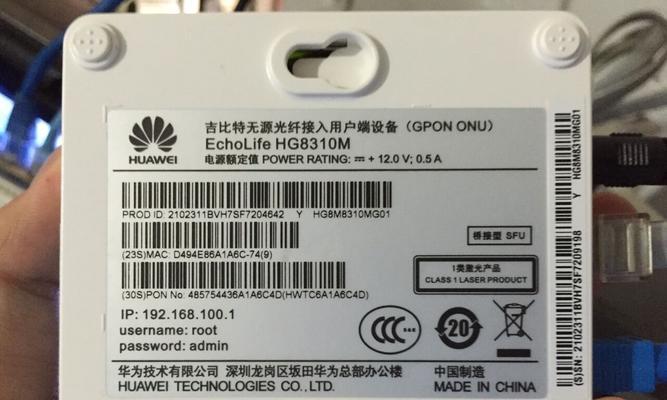 吉比特无源光纤接入用户端设备（GPON ONU）
HUAWEI
EchoLife HG8310M
电源额定值 POWER RATING: ⎓ + 12.0 V; 0.5 A
PROD ID: 2102311BVH7SF7204642 Y HG8M8310MG01
桥接型 SFU
(23S)MAC: D494E86A1A6C-74(9)
1类激光产品
CLASS 1 LASER PRODUCT
(30S)PON No: 485754436A1A6C4D(HWTC6A1A6C4D)
IP: 192.168.100.1
username: root
password: admin
CCC
20
华为技术有限公司 深圳龙岗区坂田华为总部办公楼
中国制造
HUAWEI TECHNOLOGIES CO.,LTD.
MADE IN CHINA
(S)SN: 2102311BVH7SF7209198 Y HG8M8310MG01